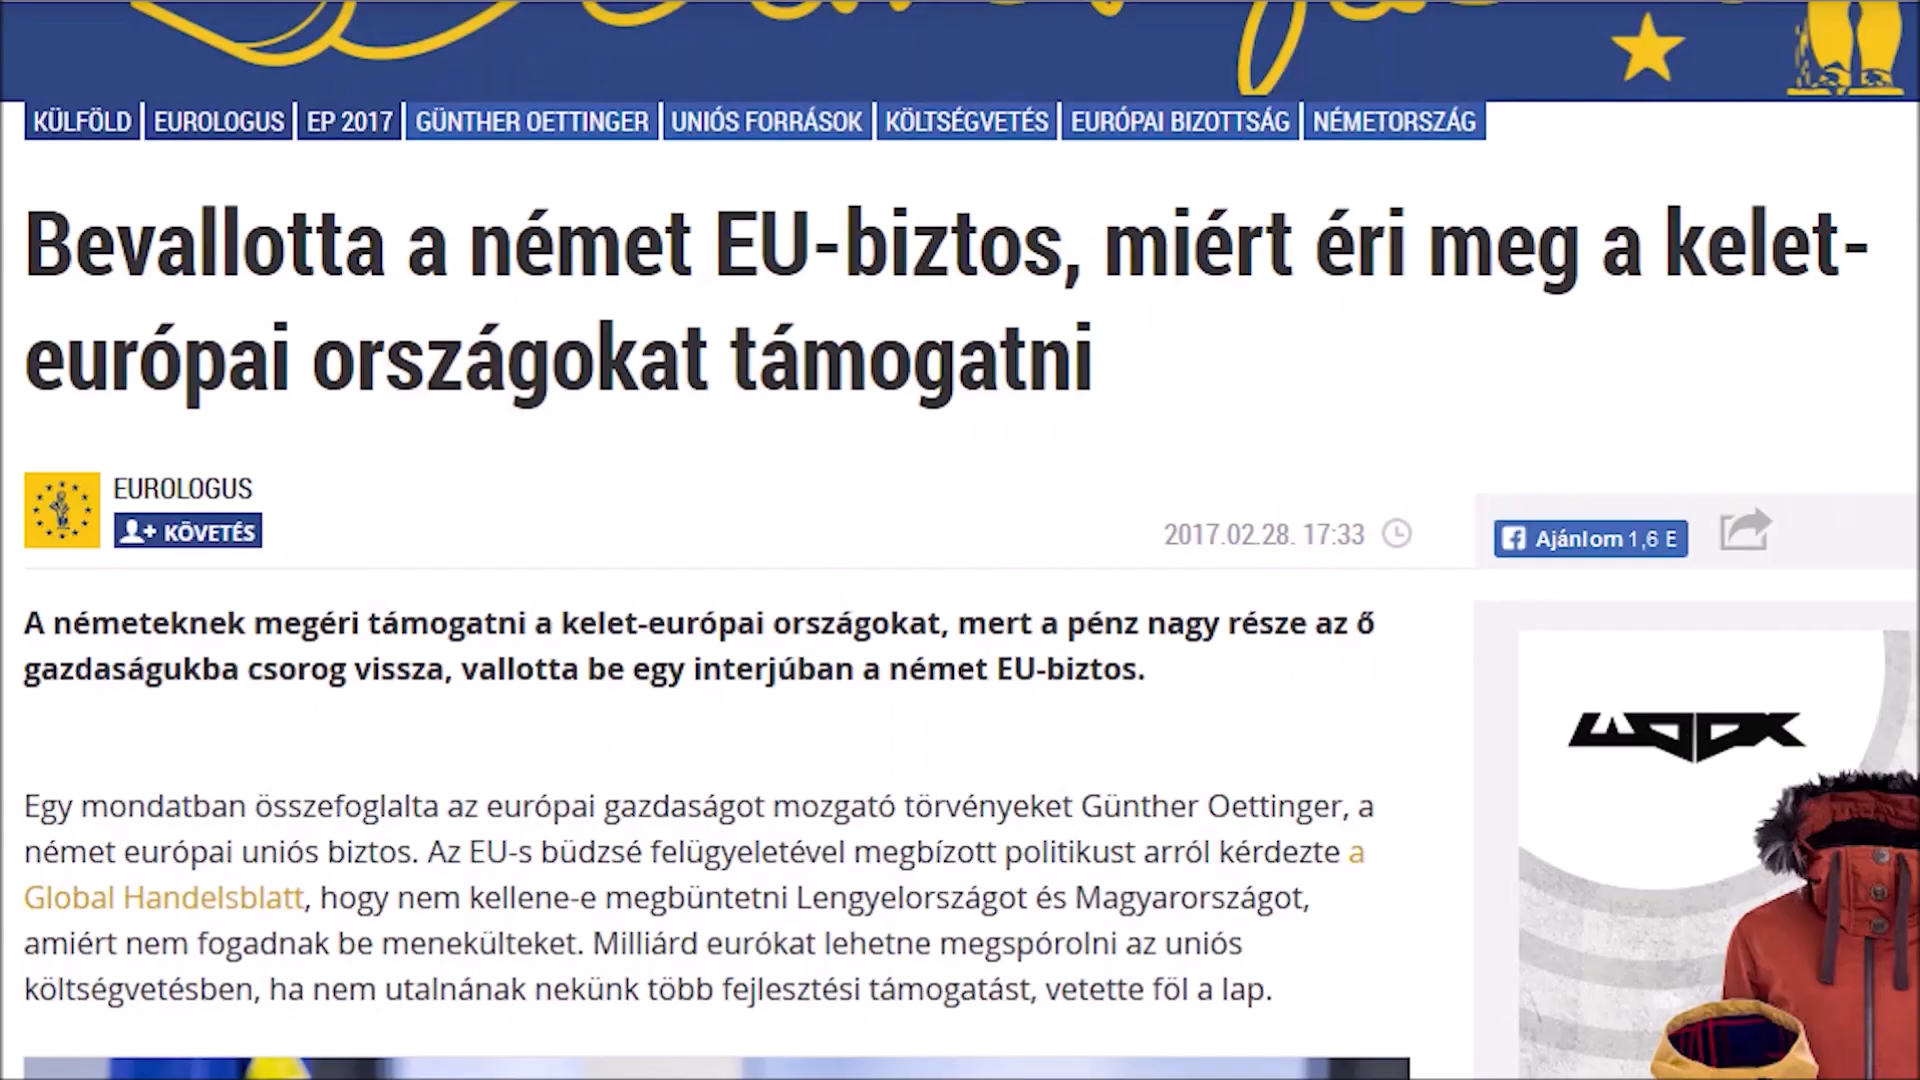 KÜLFÖLD EUROLOGUS EP 2017 GÜNTHER OETTINGER UNIÓS FORRÁSOK KÖLTSÉGVETÉS EURÓPAI BIZOTTSÁG NÉMETORSZÁG
Bevallotta a német EU-biztos, miért éri meg a kelet-
európai országokat támogatni
EUROLOGUS
KÖVETÉS
2017.02.28. 17:33
Ajánlom 1,6 E
A németeknek megéri támogatni a kelet-európai országokat, mert a pénz nagy része az ő
gazdaságukba csorog vissza, vallotta be egy interjúban a német EU-biztos.
Egy mondatban összefoglalta az európai gazdaságot mozgató törvényeket Günther Oettinger, a
német európai uniós biztos. Az EU-s büdzsé felügyeletével megbízott politikust arról kérdezte a
Global Handelsblatt, hogy nem kellene-e megbüntetni Lengyelországot és Magyarországot,
amiért nem fogadnak be menekülteket. Milliárd eurókat lehetne megspórolni az uniós
költségvetésben, ha nem utalnának nekünk több fejlesztési támogatást, vetette föl a lap.